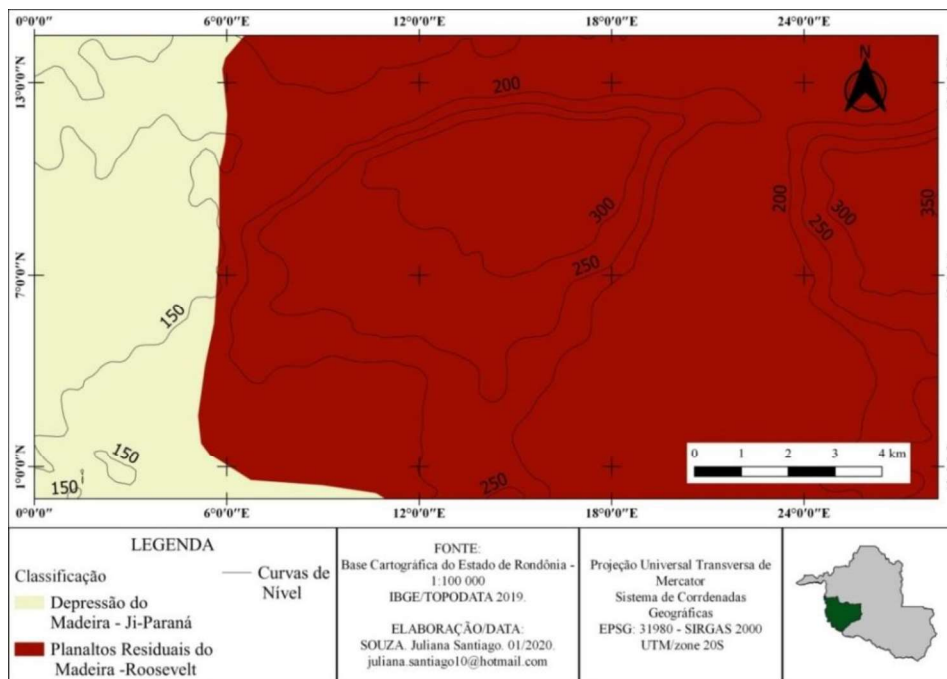 0°0'0"E
6°0'0"E
12°0'0"E
18°0'0"E
24°0'0"E
13°0'0"N
7°0'0"N
1°0'0"N
N
200
300
250
200
250
300
350
150
150
150
250
0 1 2 3 4 km
0°0'0"E
6°0'0"E
12°0'0"E
18°0'0"E
24°0'0"E
LEGENDA
Classificação
Depressão do
Madeira - Ji-Paraná
Planaltos Residuais do
Madeira -Roosevelt
Curvas de
Nível
FONTE:
Base Cartográfica do Estado de Rondônia -
1:100 000
IBGE/TOPODATA 2019.
ELABORAÇÃO/DATA:
SOUZA. Juliana Santiago. 01/2020.
juliana.santiago10@hotmail.com
Projeção Universal Transversa de
Mercator
Sistema de Corrdenadas
Geográficas
EPSG: 31980 - SIRGAS 2000
UTM/zone 20S